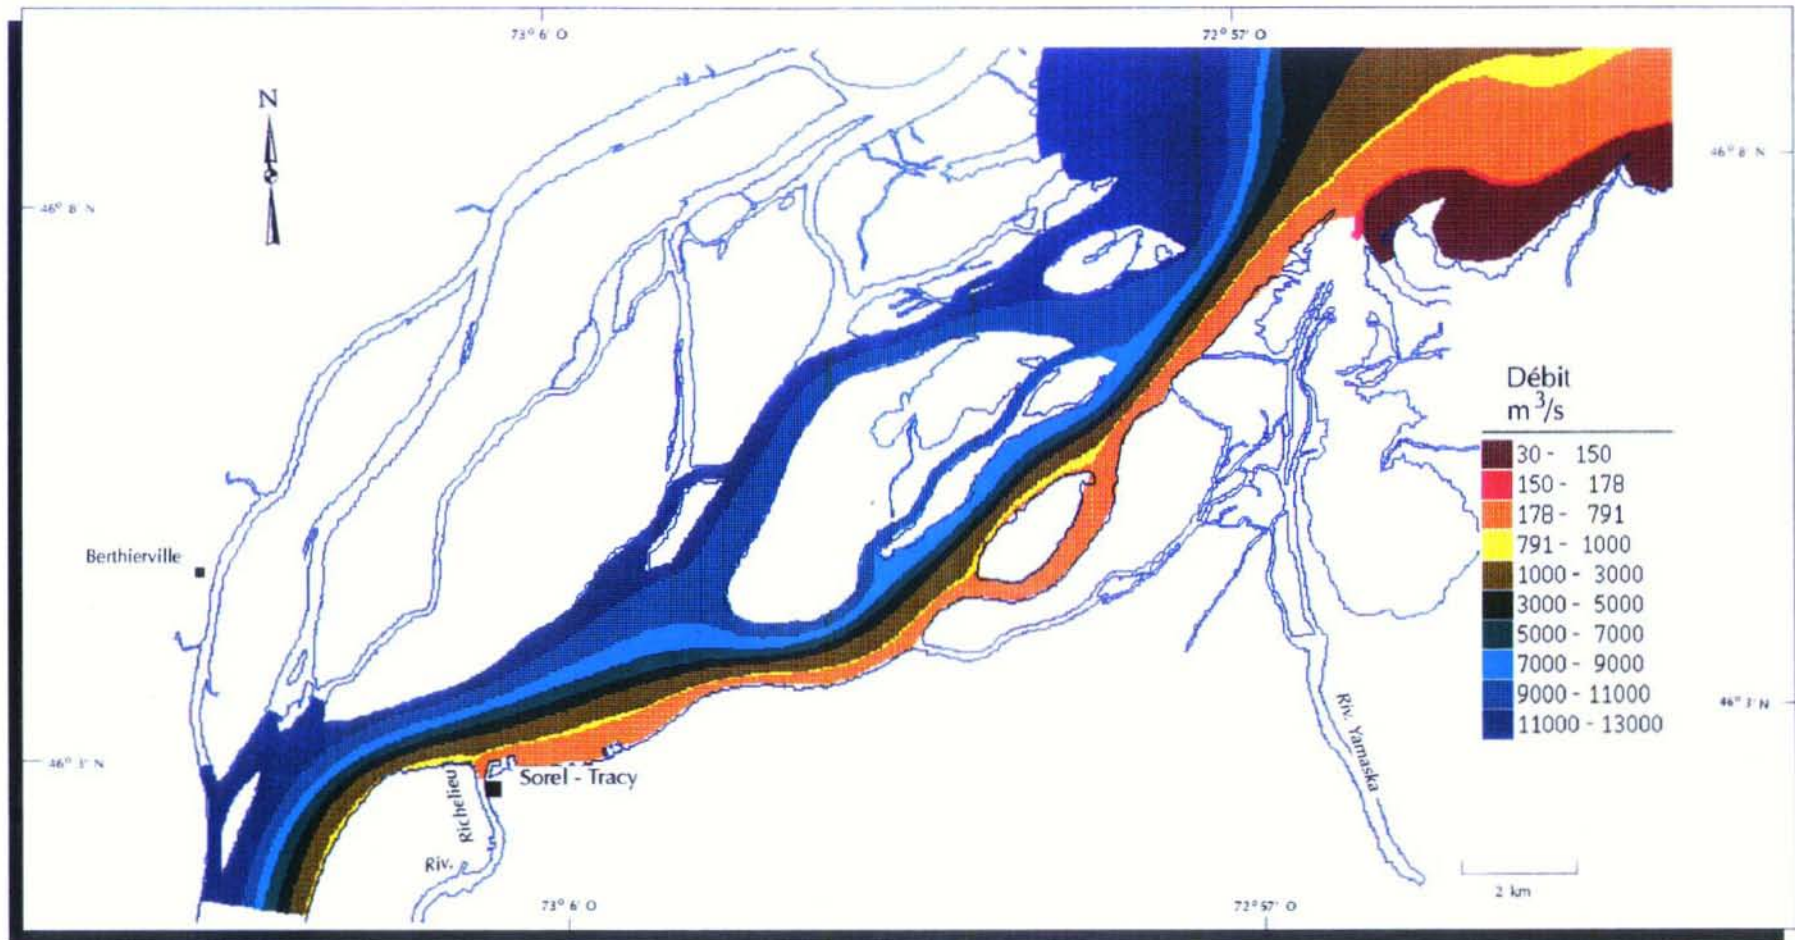 73° 6' O
72° 57' O
N
46° 8' N
46° 8' N
Débit
m³/s
30 - 150
150 - 178
178 - 791
791 - 1000
1000 - 3000
3000 - 5000
5000 - 7000
7000 - 9000
9000 - 11000
11000 - 13000
Berthierville
46° 3' N
46° 3' N
Sorel - Tracy
Riv. Richelieu
Riv. Yamaska
2 km
73° 6' O
72° 57' O